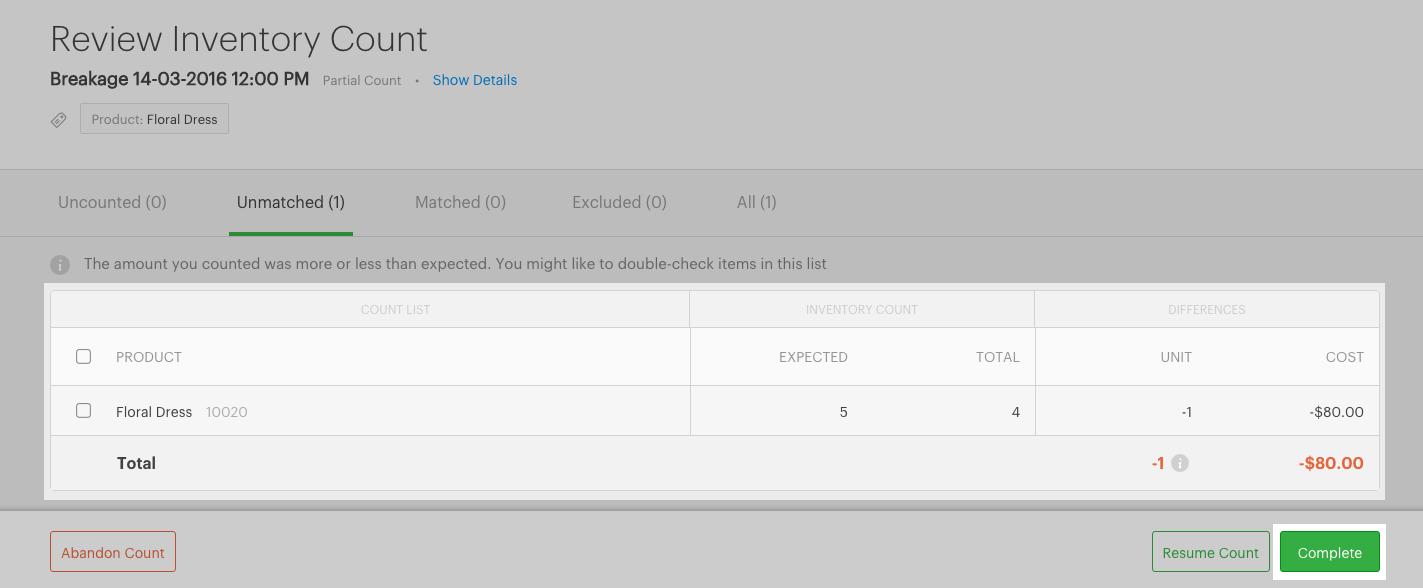 Review Inventory Count
Breakage 14-03-2016 12:00 PM Partial Count • Show Details
Product: Floral Dress
Uncounted (0) Unmatched (1) Matched (0) Excluded (0) All (1)
The amount you counted was more or less than expected. You might like to double-check items in this list
COUNT LIST INVENTORY COUNT DIFFERENCES
PRODUCT EXPECTED TOTAL UNIT COST
Floral Dress 10020 5 4 -1 -$80.00
Total -1 -$80.00
Abandon Count Resume Count Complete